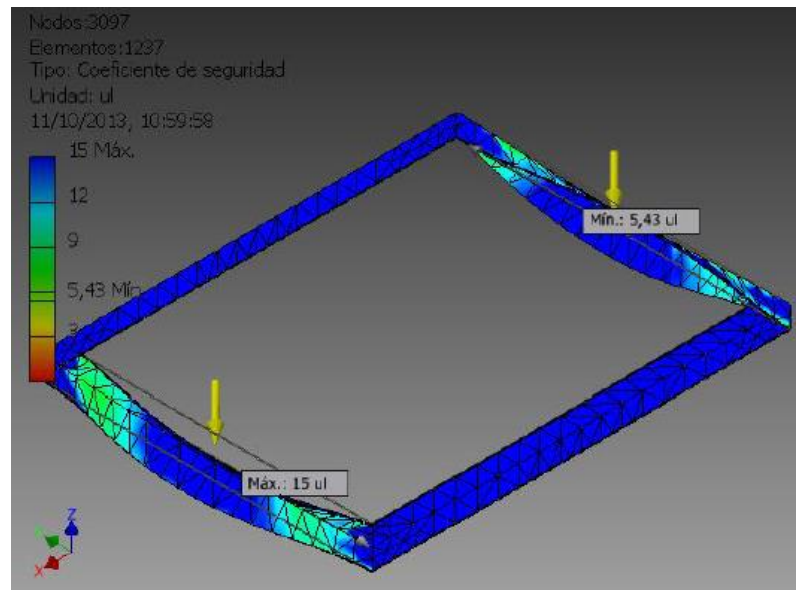 Nodos:3097
Elementos:1237
Tipo: Coeficiente de seguridad
Unidad: ul
11/10/2013, 10:59:58
15 Máx.
12
9
5,43 Mín.
3
Mín.: 5,43 ul
Máx.: 15 ul
Z
X